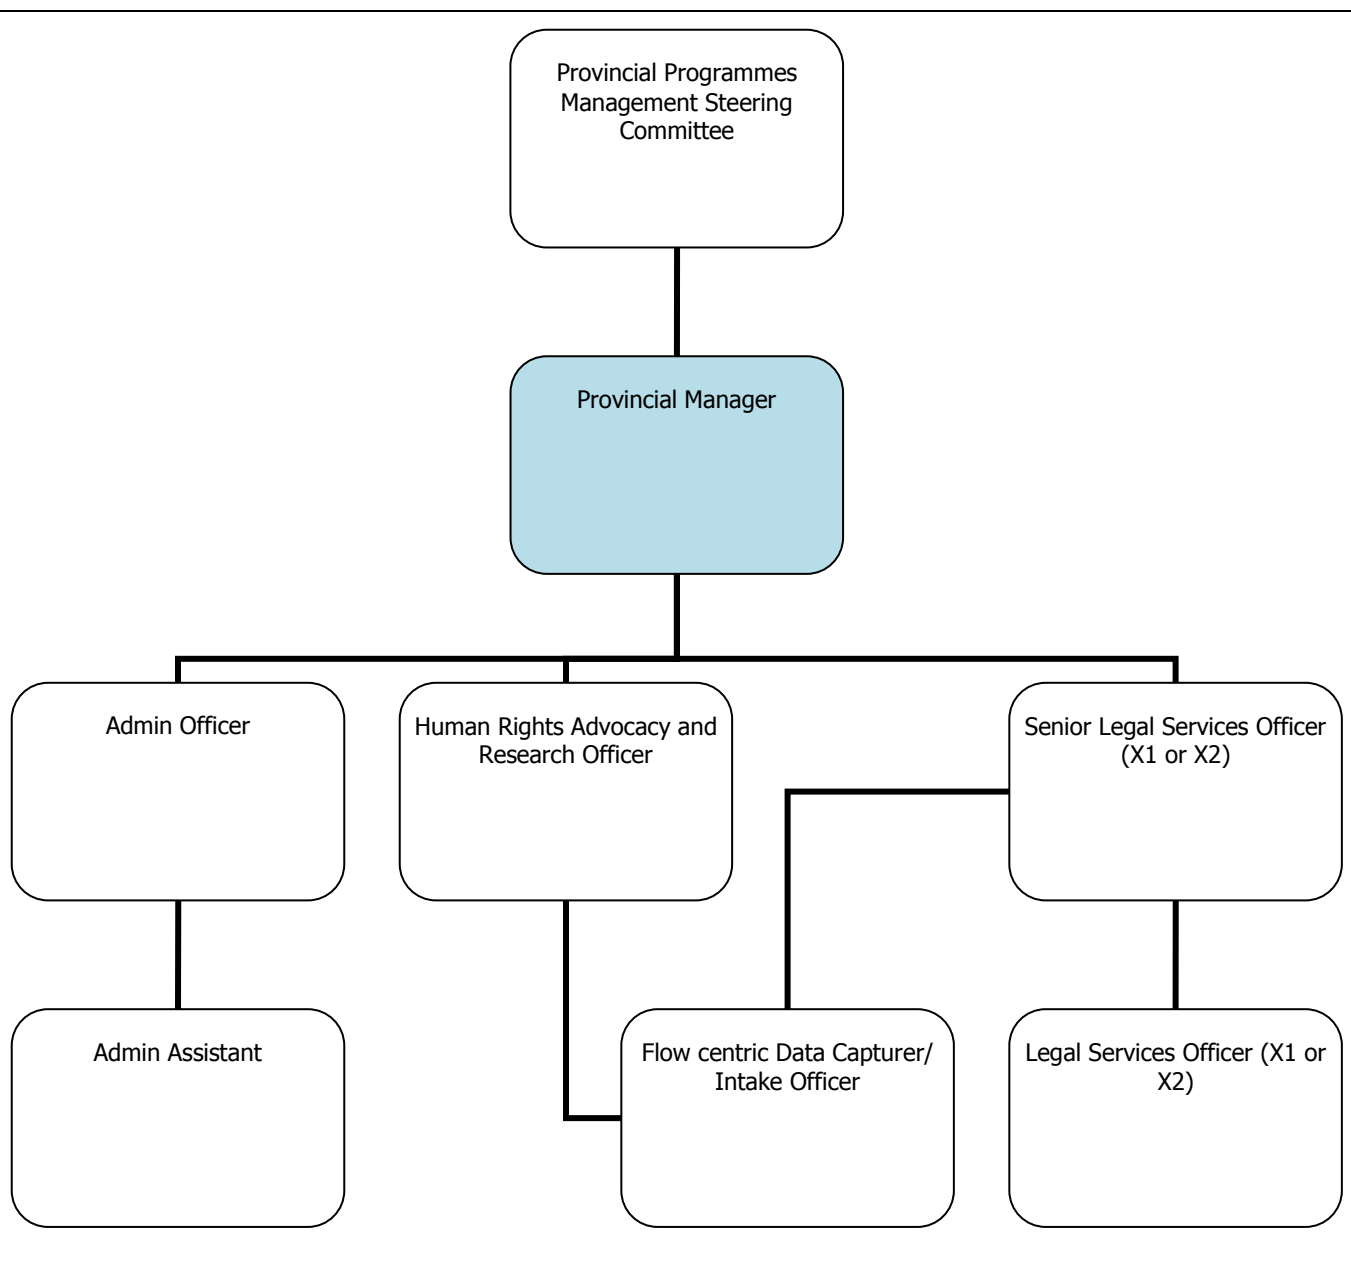 Provincial Programmes
Management Steering
Committee
Provincial Manager
Admin Officer
Human Rights Advocacy and
Research Officer
Senior Legal Services Officer
(X1 or X2)
Admin Assistant
Flow centric Data Capturer/
Intake Officer
Legal Services Officer (X1 or
X2)